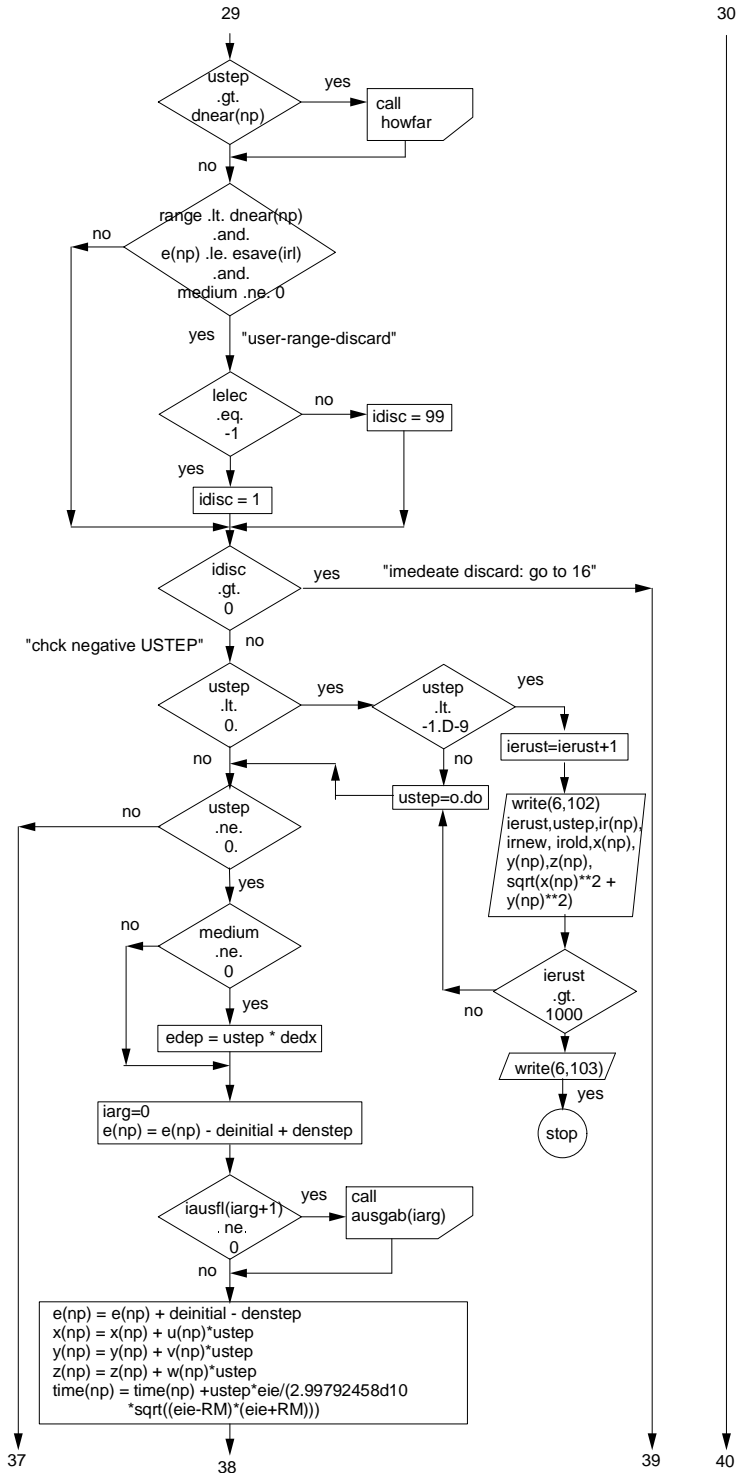 29
30
ustep
.gt.
dnear(np)
yes
call
howfar
no
range .lt. dnear(np)
.and.
e(np) .le. esave(irl)
.and.
medium .ne. 0
no
yes
"user-range-discard"
lelec
.eq.
-1
no
idisc = 99
yes
idisc = 1
idisc
.gt.
0
yes
"imedeate discard: go to 16"
"chck negative USTEP"
no
ustep
.lt.
0.
yes
ustep
.lt.
-1.D-9
yes
ierust=ierust+1
no
no
ustep=o.do
write(6,102)
ierust,ustep,ir(np),
irnew, irold,x(np),
y(np),z(np),
sqrt(x(np)**2 +
y(np)**2)
ustep
.ne.
0.
no
yes
medium
.ne.
0
no
yes
ierust
.gt.
1000
no
edep = ustep * dedx
write(6,103)
yes
stop
iarg=0
e(np) = e(np) - deinitial + denstep
iausfl(iarg+1)
. ne.
0
yes
call
ausgab(iarg)
no
e(np) = e(np) + deinitial - denstep
x(np) = x(np) + u(np)*ustep
y(np) = y(np) + v(np)*ustep
z(np) = z(np) + w(np)*ustep
time(np) = time(np) +ustep*eie/(2.99792458d10
*sqrt((eie-RM)*(eie+RM)))
37
38
39
40